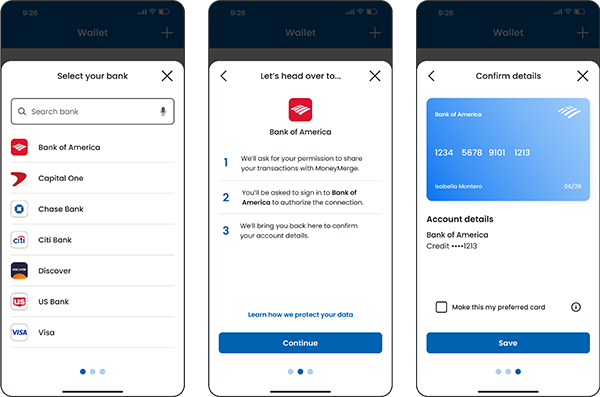 9:26
Wallet
Select your bank
Search bank
Bank of America
Capital One
Chase Bank
citi
Citi Bank
DISCOVER
Discover
US
US Bank
VISA
Visa
9:26
Wallet
Let's head over to...
Bank of America
1 We'll ask for your permission to share
your transactions with MoneyMerge.
2 You'll be asked to sign in to Bank of
America to authorize the connection.
3 We'll bring you back here to confirm
your account details.
Learn how we protect your data
Continue
9:26
Wallet
Confirm details
Bank of America
1234 5678 9101 1213
Isabella Montero 06/26
Account details
Bank of America
Credit ••••1213
Make this my preferred card
Save